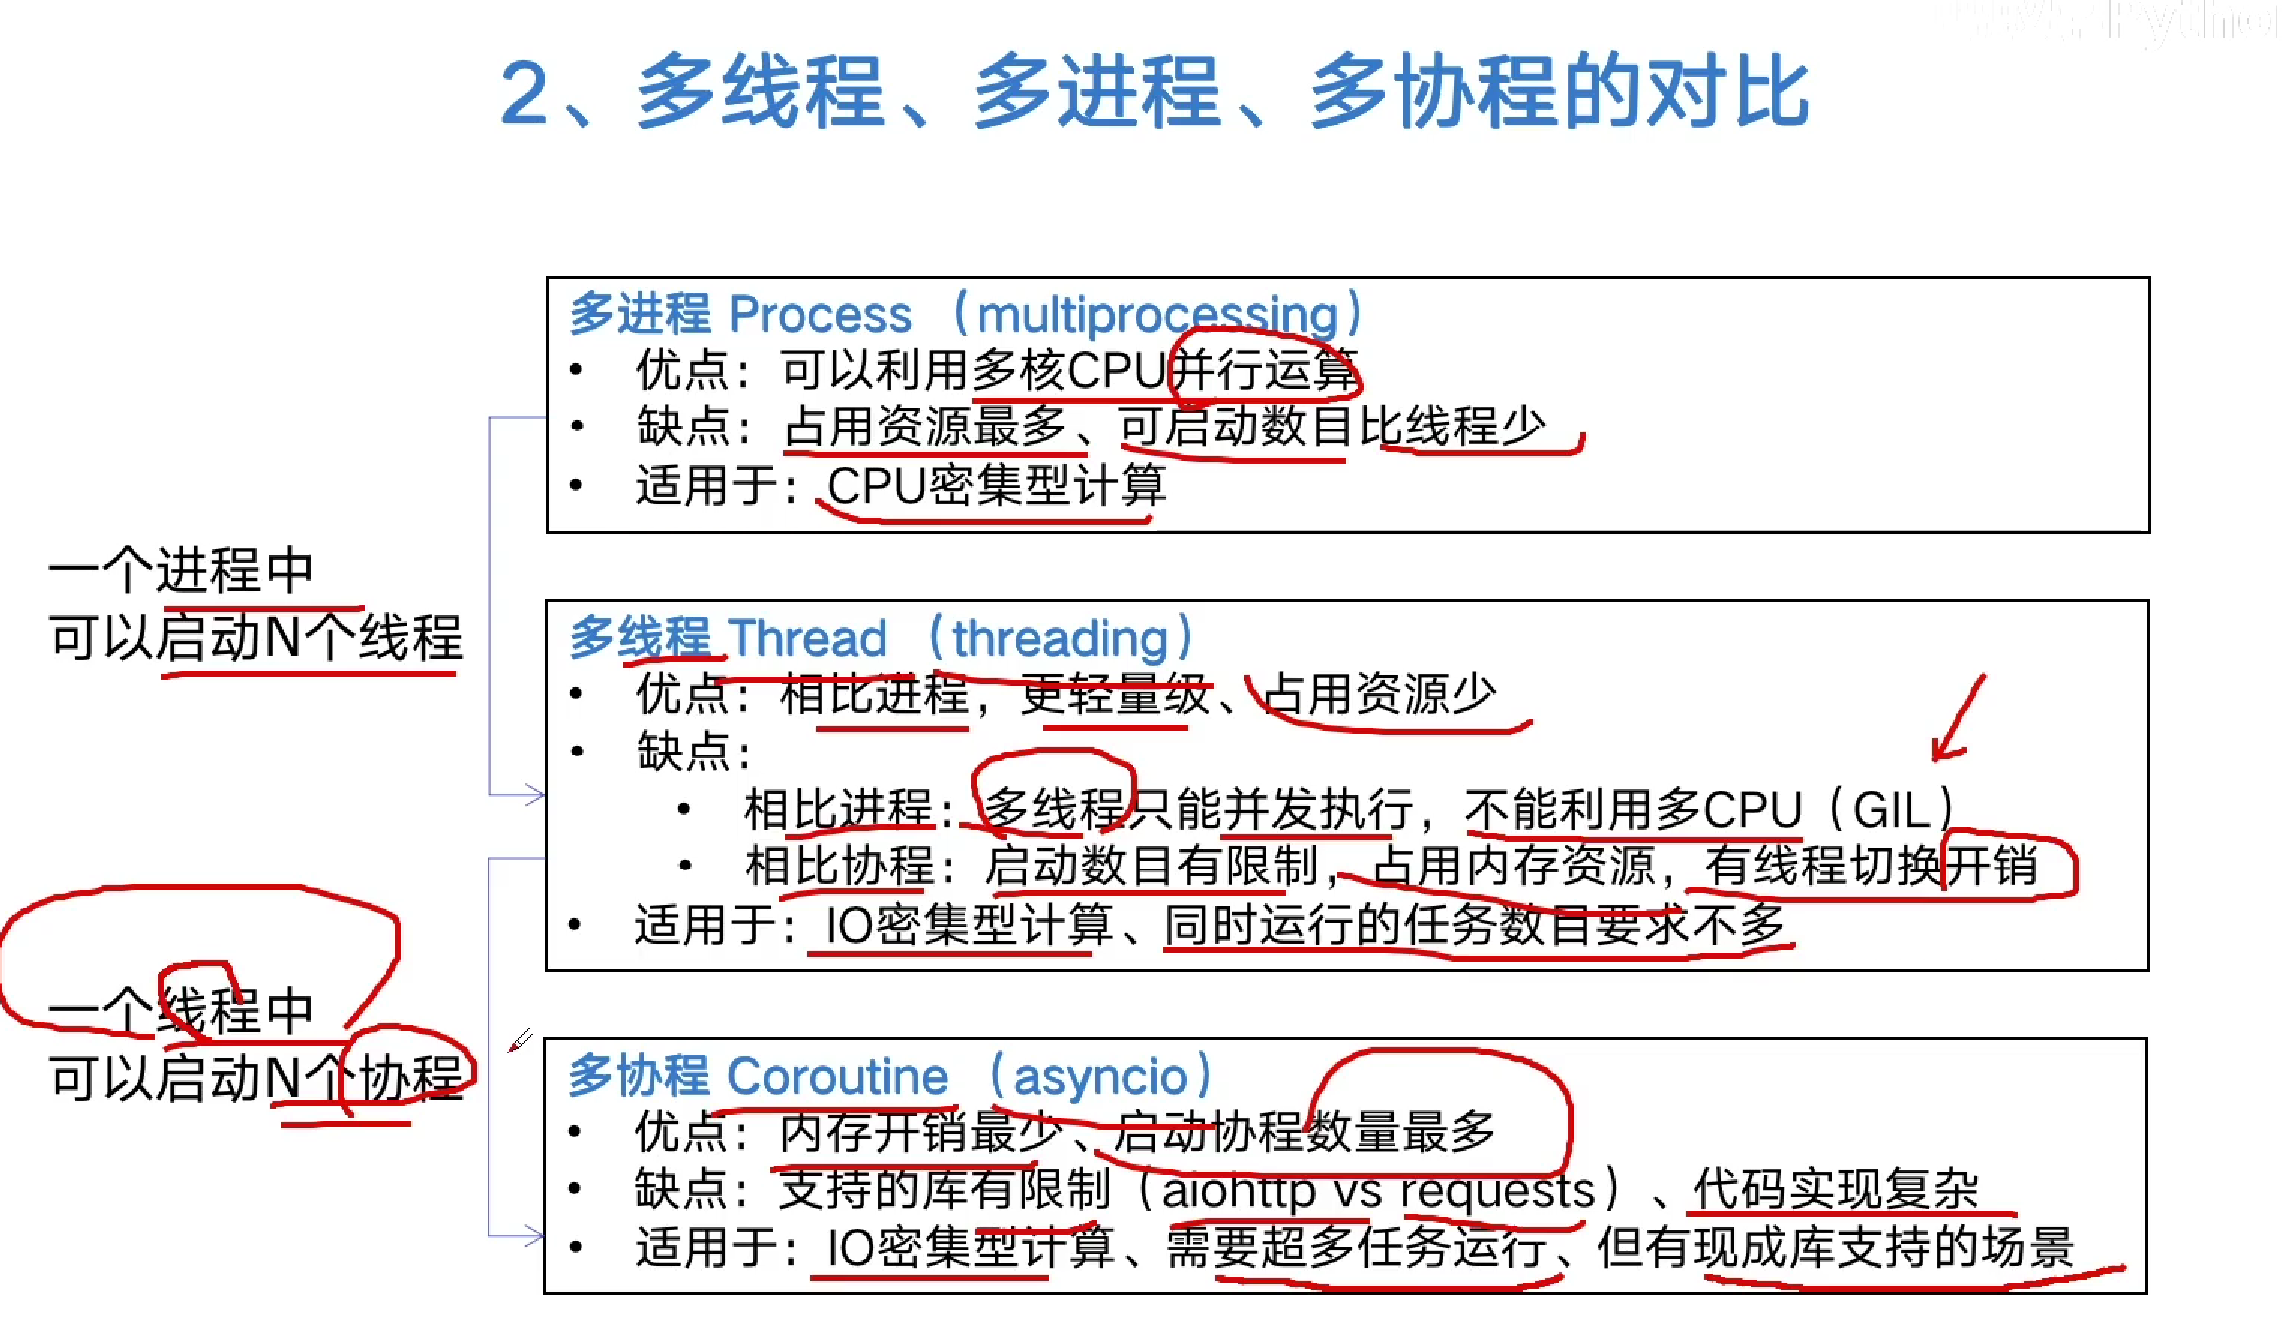 2、多线程、多进程、多协程的对比
多进程 Process （multiprocessing）
• 优点：可以利用多核CPU并行运算
• 缺点：占用资源最多、可启动数目比线程少
• 适用于：CPU密集型计算
一个进程中
可以启动N个线程
多线程 Thread （threading）
• 优点：相比进程，更轻量级、占用资源少
• 缺点：
• 相比进程：多线程只能并发执行，不能利用多CPU（GIL）
• 相比协程：启动数目有限制，占用内存资源，有线程切换开销
• 适用于：IO密集型计算、同时运行的任务数目要求不多
一个线程中
可以启动N个协程
多协程 Coroutine （asyncio）
• 优点：内存开销最少、启动协程数量最多
• 缺点：支持的库有限制（aiohttp vs requests）、代码实现复杂
• 适用于：IO密集型计算、需要超多任务运行、但有现成库支持的场景